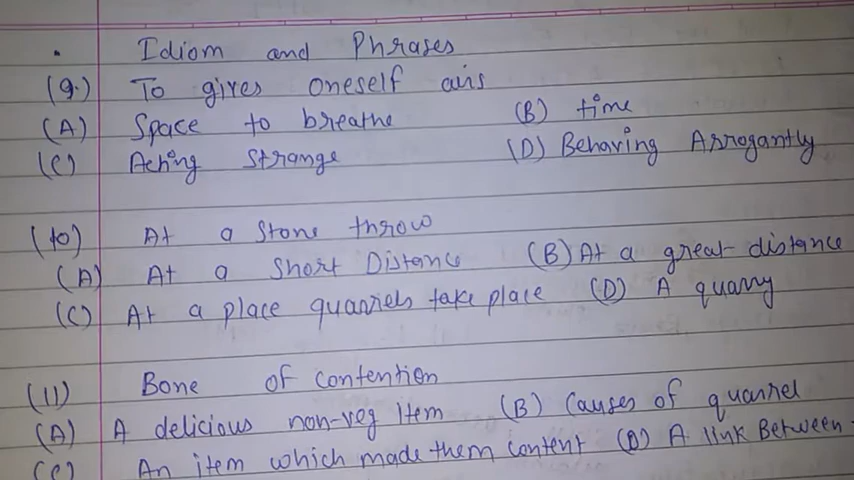 Idiom and Phrases
(9.) To gives oneself airs
(A) Space to breathe (B) time
(C) Aching Strange (D) Behaving Arrogantly
(10) At a Stone throw
(A) At a Short Distance (B) At a great distance
(C) At a place quarriels take place (D) A quarry
(11) Bone of contention
(A) A delicious non-veg Item (B) Causes of quarrel
(C) An item which made them content (D) A link Between